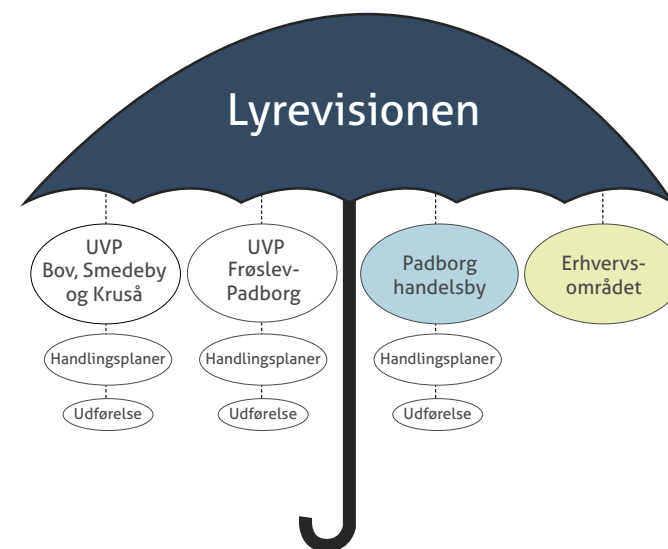 Lyrevisionen
UVP
Bov, Smedeby
og Kruså
Handlingsplaner
Udførelse
UVP
Frøslev-
Padborg
Handlingsplaner
Udførelse
Padborg
handelsby
Handlingsplaner
Udførelse
Erhvervs-
området